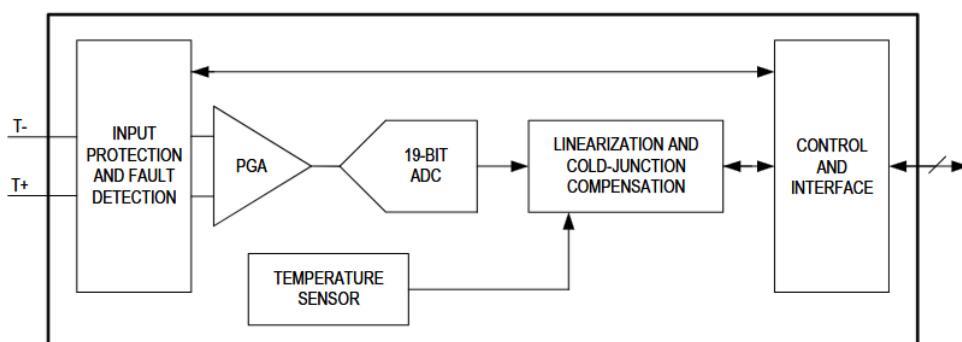 T-
T+
INPUT
PROTECTION
AND FAULT
DETECTION
PGA
19-BIT
ADC
LINEARIZATION AND
COLD-JUNCTION
COMPENSATION
CONTROL
AND
INTERFACE
TEMPERATURE
SENSOR